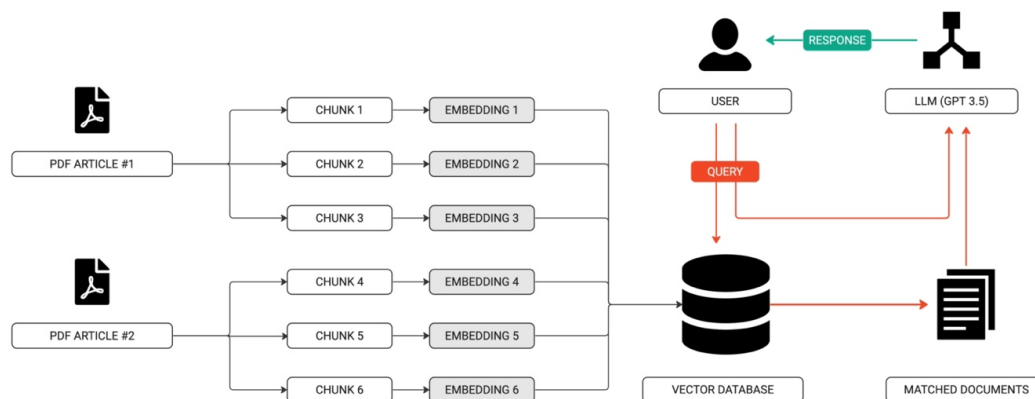 RESPONSE
USER
LLM (GPT 3.5)
CHUNK 1
EMBEDDING 1
PDF ARTICLE #1
CHUNK 2
EMBEDDING 2
QUERY
CHUNK 3
EMBEDDING 3
CHUNK 4
EMBEDDING 4
PDF ARTICLE #2
CHUNK 5
EMBEDDING 5
CHUNK 6
EMBEDDING 6
VECTOR DATABASE
MATCHED DOCUMENTS